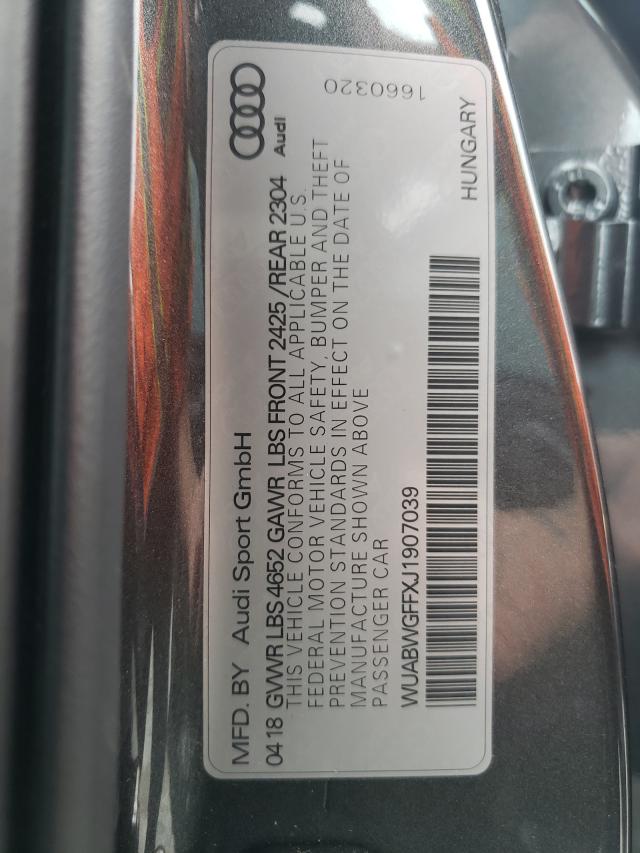 MFD. BY Audi Sport GmbH
Audi
04 18 GVWR LBS 4652 GAWR LBS FRONT 2425 /REAR 2304
THIS VEHICLE CONFORMS TO ALL APPLICABLE U.S.
FEDERAL MOTOR VEHICLE SAFETY, BUMPER AND THEFT
PREVENTION STANDARDS IN EFFECT ON THE DATE OF
MANUFACTURE SHOWN ABOVE
PASSENGER CAR
1660320
WUABWGFFXJ1907039
HUNGARY